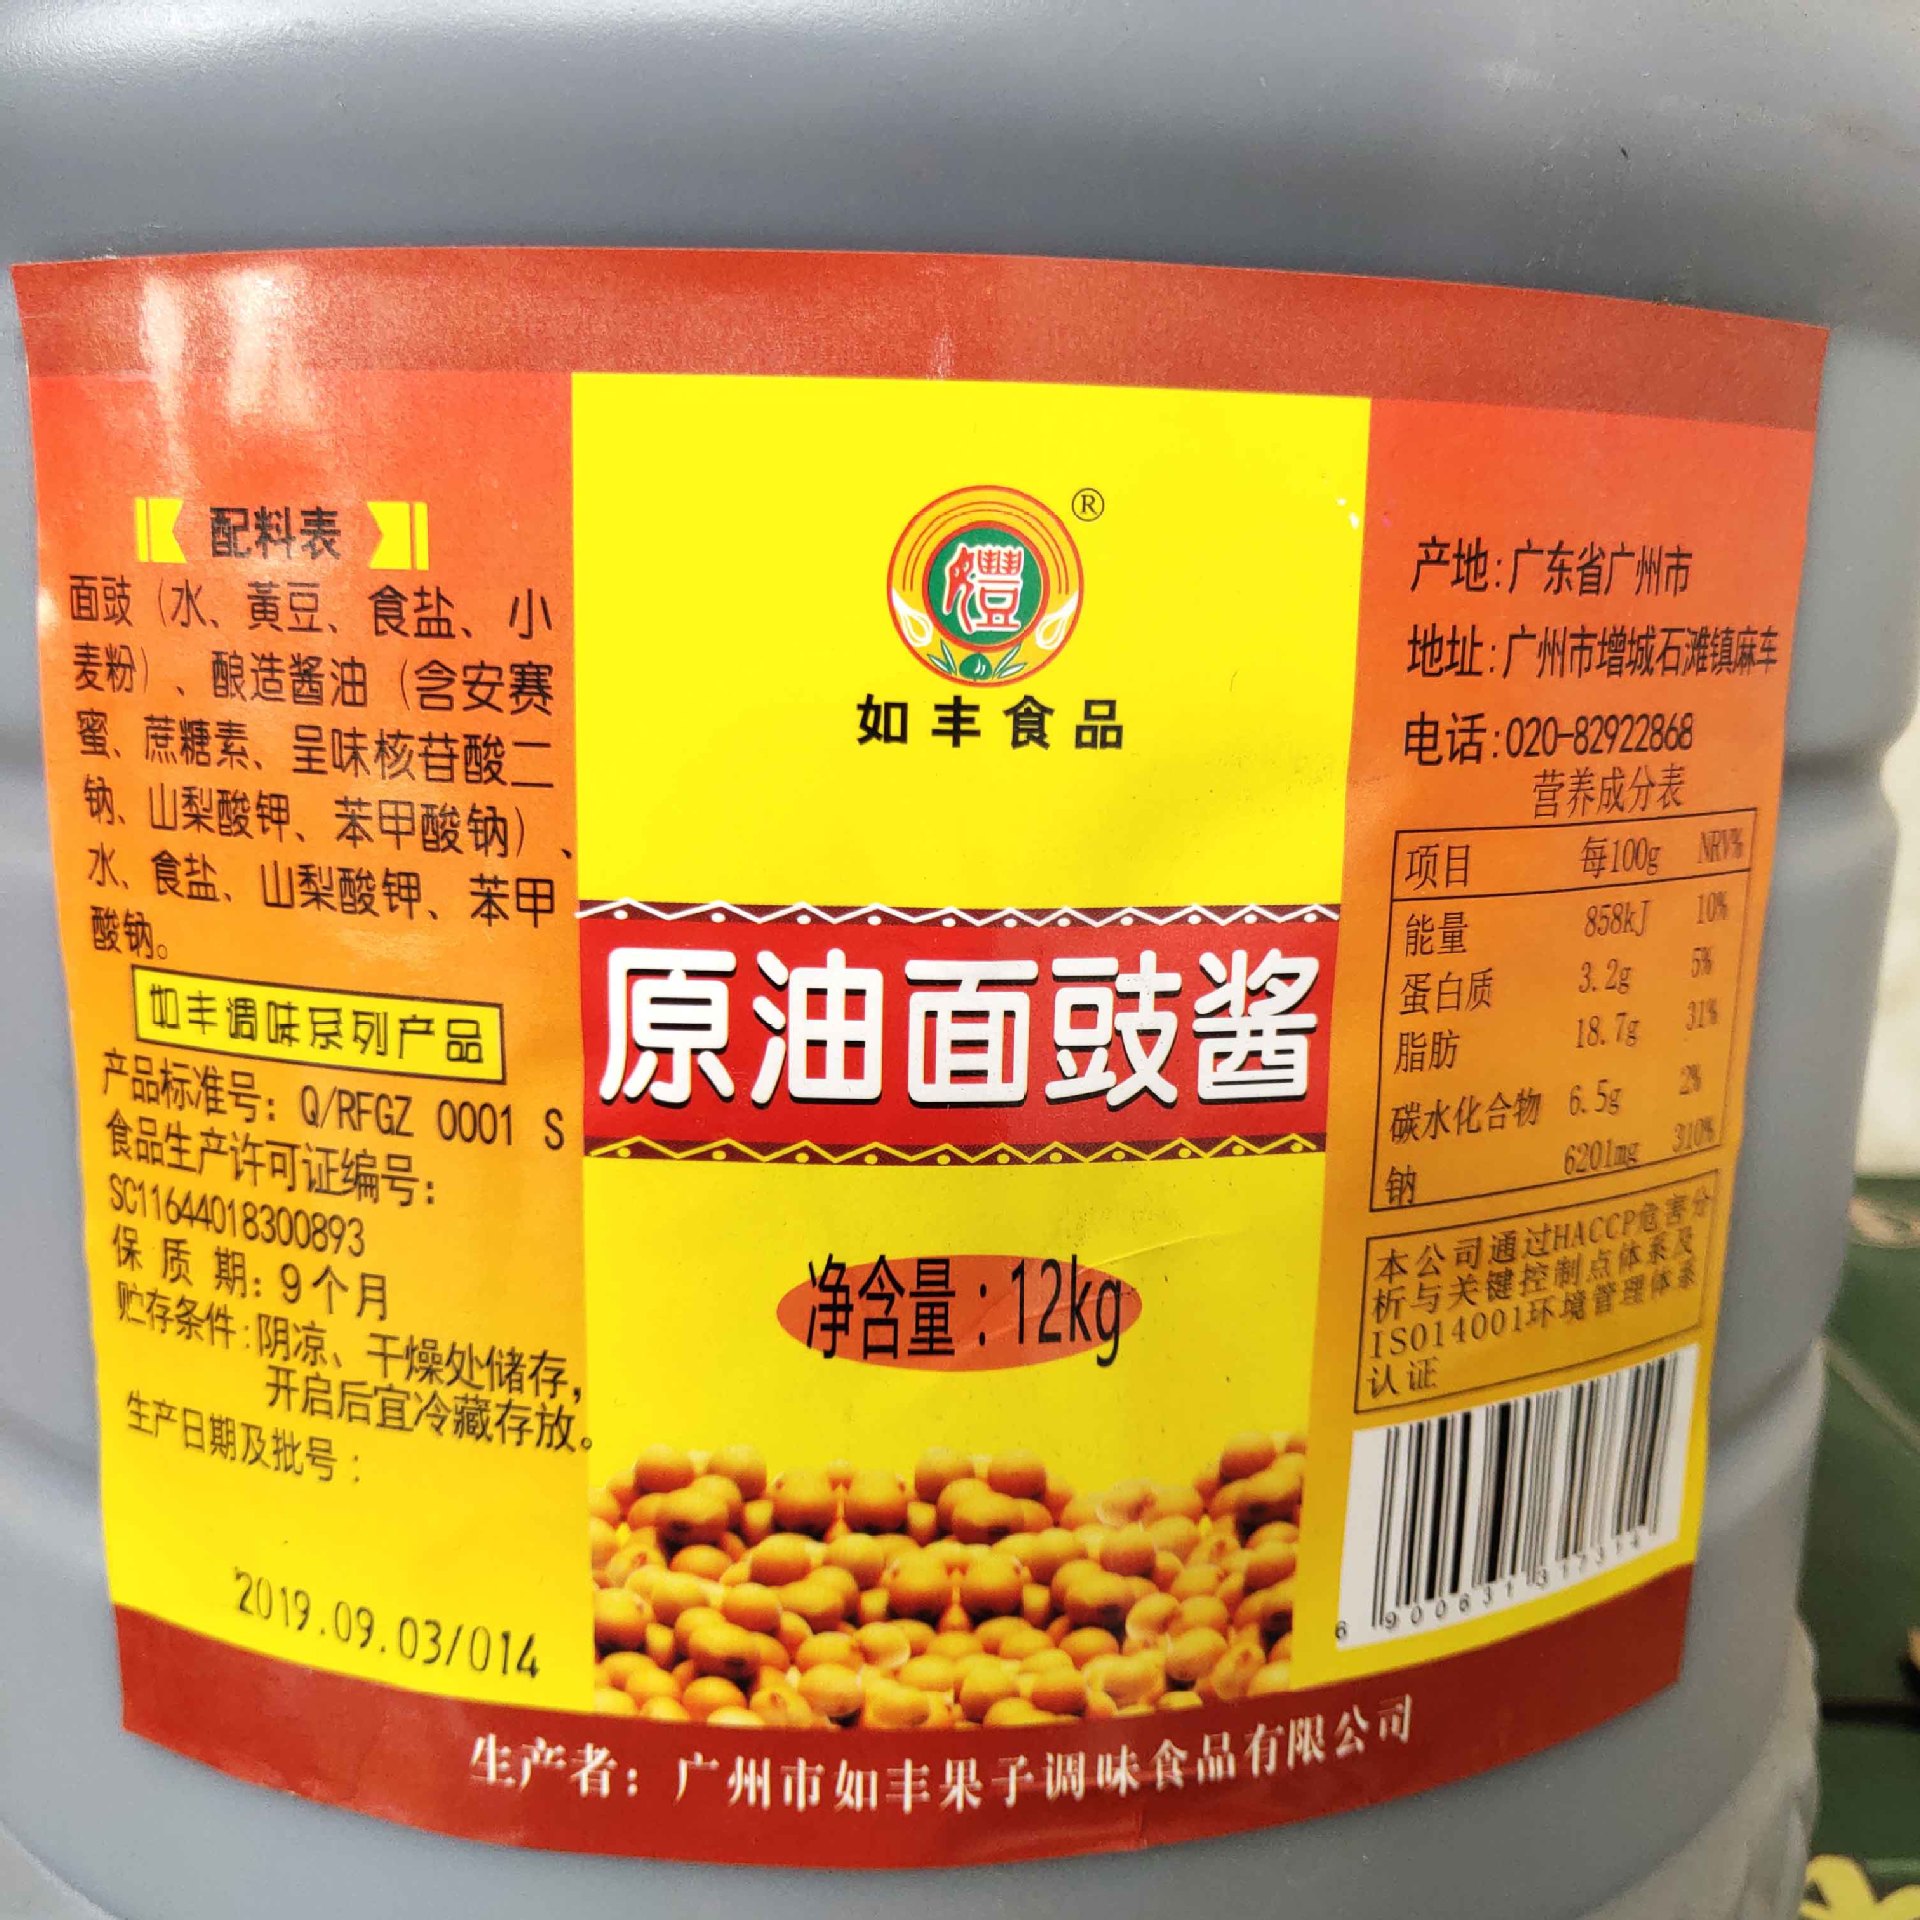 配料表
面豉（水、黃豆、食盐、小
麦粉）、酿造酱油（含安赛
蜜、蔗糖素、呈味核苷酸二
钠、山梨酸钾、苯甲酸钠）、
水、食盐、山梨酸钾、苯甲
酸钠。
如丰调味系列产品
产品标准号：Q/RFGZ 0001 S
食品生产许可证编号：
SC11644018300893
保质期：9个月
贮存条件：阴凉、干燥处储存，
开启后宜冷藏存放。
生产日期及批号：
2019.09.03/014
®
如丰食品
原油面豉酱
净含量：12kg
产地：广东省广州市
地址：广州市增城石滩镇麻车
电话：020-82922868
营养成分表
项目 每100g NRV%
能量 858kJ 10%
蛋白质 3.2g 5%
脂肪 18.7g 31%
碳水化合物 6.5g 2%
钠 6201mg 310%
本公司通过HACCP危害分
析与关键控制点体系及
ISO14001环境管理体系
认证
6 900631 317314
生产者：广州市如丰果子调味食品有限公司